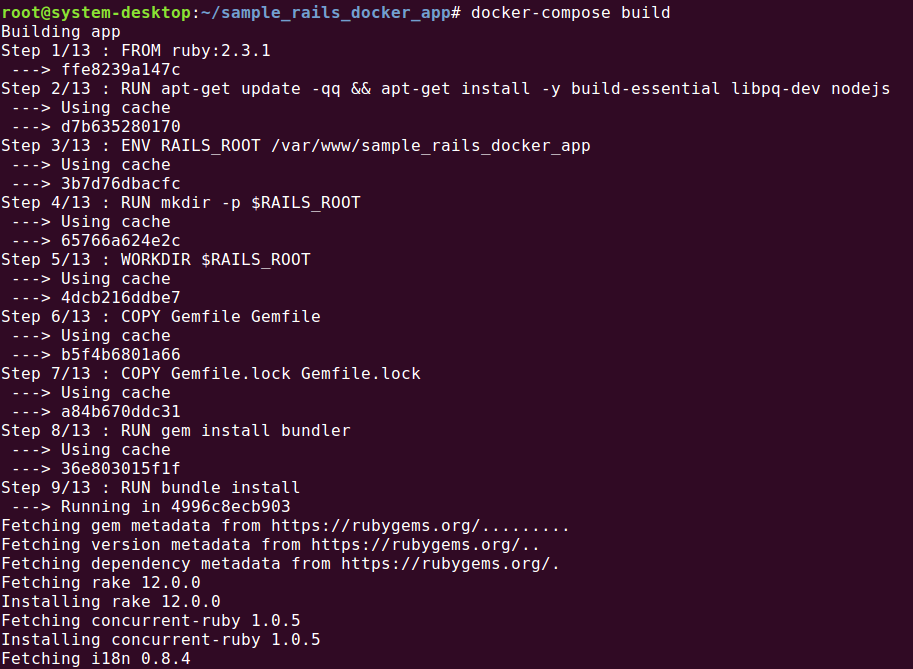 root@system-desktop:~/sample_rails_docker_app# docker-compose build
Building app
Step 1/13 : FROM ruby:2.3.1
 ---> ffe8239a147c
Step 2/13 : RUN apt-get update -qq && apt-get install -y build-essential libpq-dev nodejs
 ---> Using cache
 ---> d7b635280170
Step 3/13 : ENV RAILS_ROOT /var/www/sample_rails_docker_app
 ---> Using cache
 ---> 3b7d76dbacfc
Step 4/13 : RUN mkdir -p $RAILS_ROOT
 ---> Using cache
 ---> 65766a624e2c
Step 5/13 : WORKDIR $RAILS_ROOT
 ---> Using cache
 ---> 4dcb216ddbe7
Step 6/13 : COPY Gemfile Gemfile
 ---> Using cache
 ---> b5f4b6801a66
Step 7/13 : COPY Gemfile.lock Gemfile.lock
 ---> Using cache
 ---> a84b670ddc31
Step 8/13 : RUN gem install bundler
 ---> Using cache
 ---> 36e803015f1f
Step 9/13 : RUN bundle install
 ---> Running in 4996c8ecb903
Fetching gem metadata from https://rubygems.org/.........
Fetching version metadata from https://rubygems.org/..
Fetching dependency metadata from https://rubygems.org/.
Fetching rake 12.0.0
Installing rake 12.0.0
Fetching concurrent-ruby 1.0.5
Installing concurrent-ruby 1.0.5
Fetching i18n 0.8.4